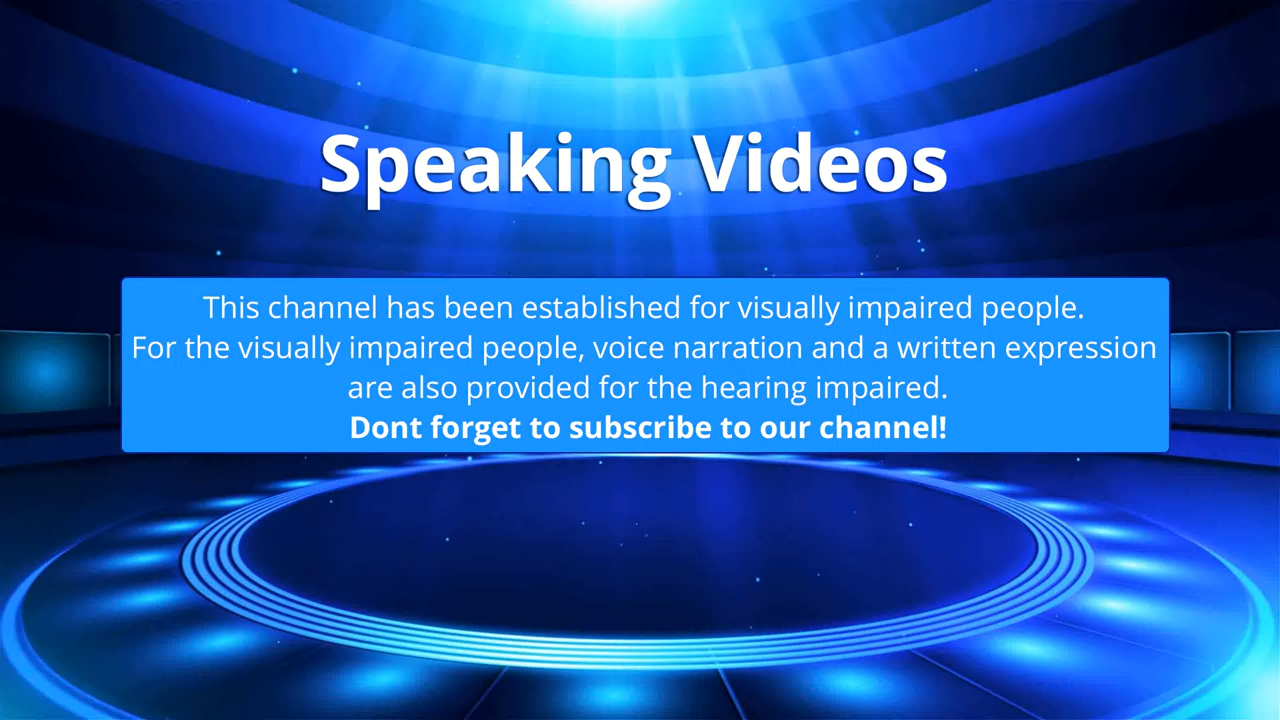 Speaking Videos
This channel has been established for visually impaired people.
For the visually impaired people, voice narration and a written expression
are also provided for the hearing impaired.
Dont forget to subscribe to our channel!